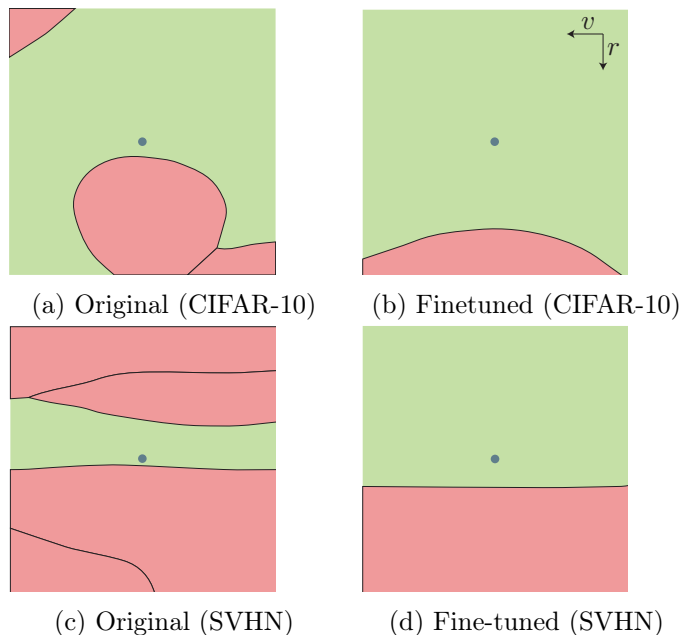 v
r
(a) Original (CIFAR-10)
(b) Finetuned (CIFAR-10)
(c) Original (SVHN)
(d) Fine-tuned (SVHN)